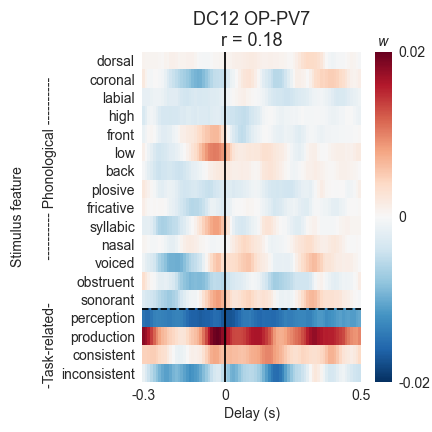 DC12 OP-PV7
r = 0.18
w
dorsal
coronal
labial
high
front
low
back
plosive
fricative
syllabic
nasal
voiced
obstruent
sonorant
perception
production
consistent
inconsistent
Stimulus feature
-Task-related- ----------- Phonological ----------
-0.3 0 0.5
Delay (s)
0.02
0
-0.02